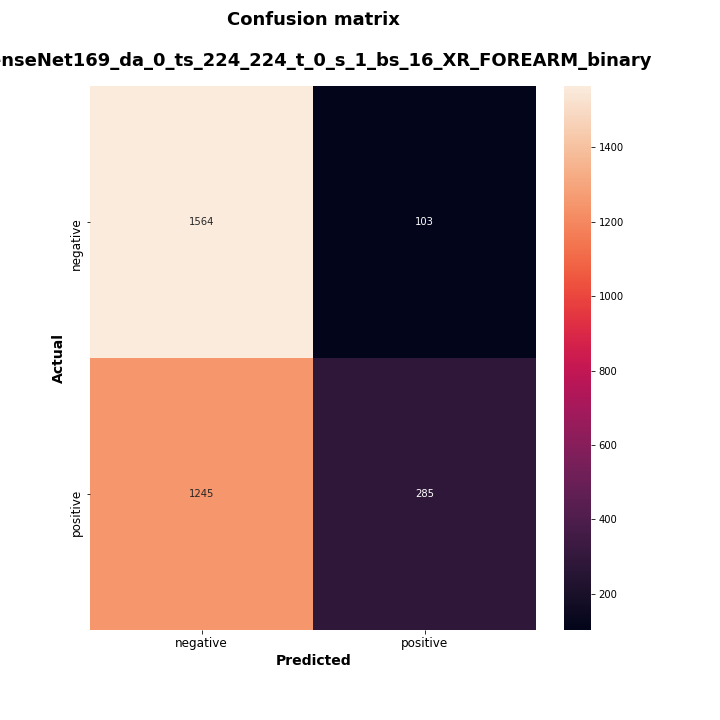 Confusion matrix
nseNet169_da_0_ts_224_224_t_0_s_1_bs_16_XR_FOREARM_binary
1564
103
1245
285
negative
positive
Actual
negative
positive
Predicted
1400
1200
1000
800
600
400
200